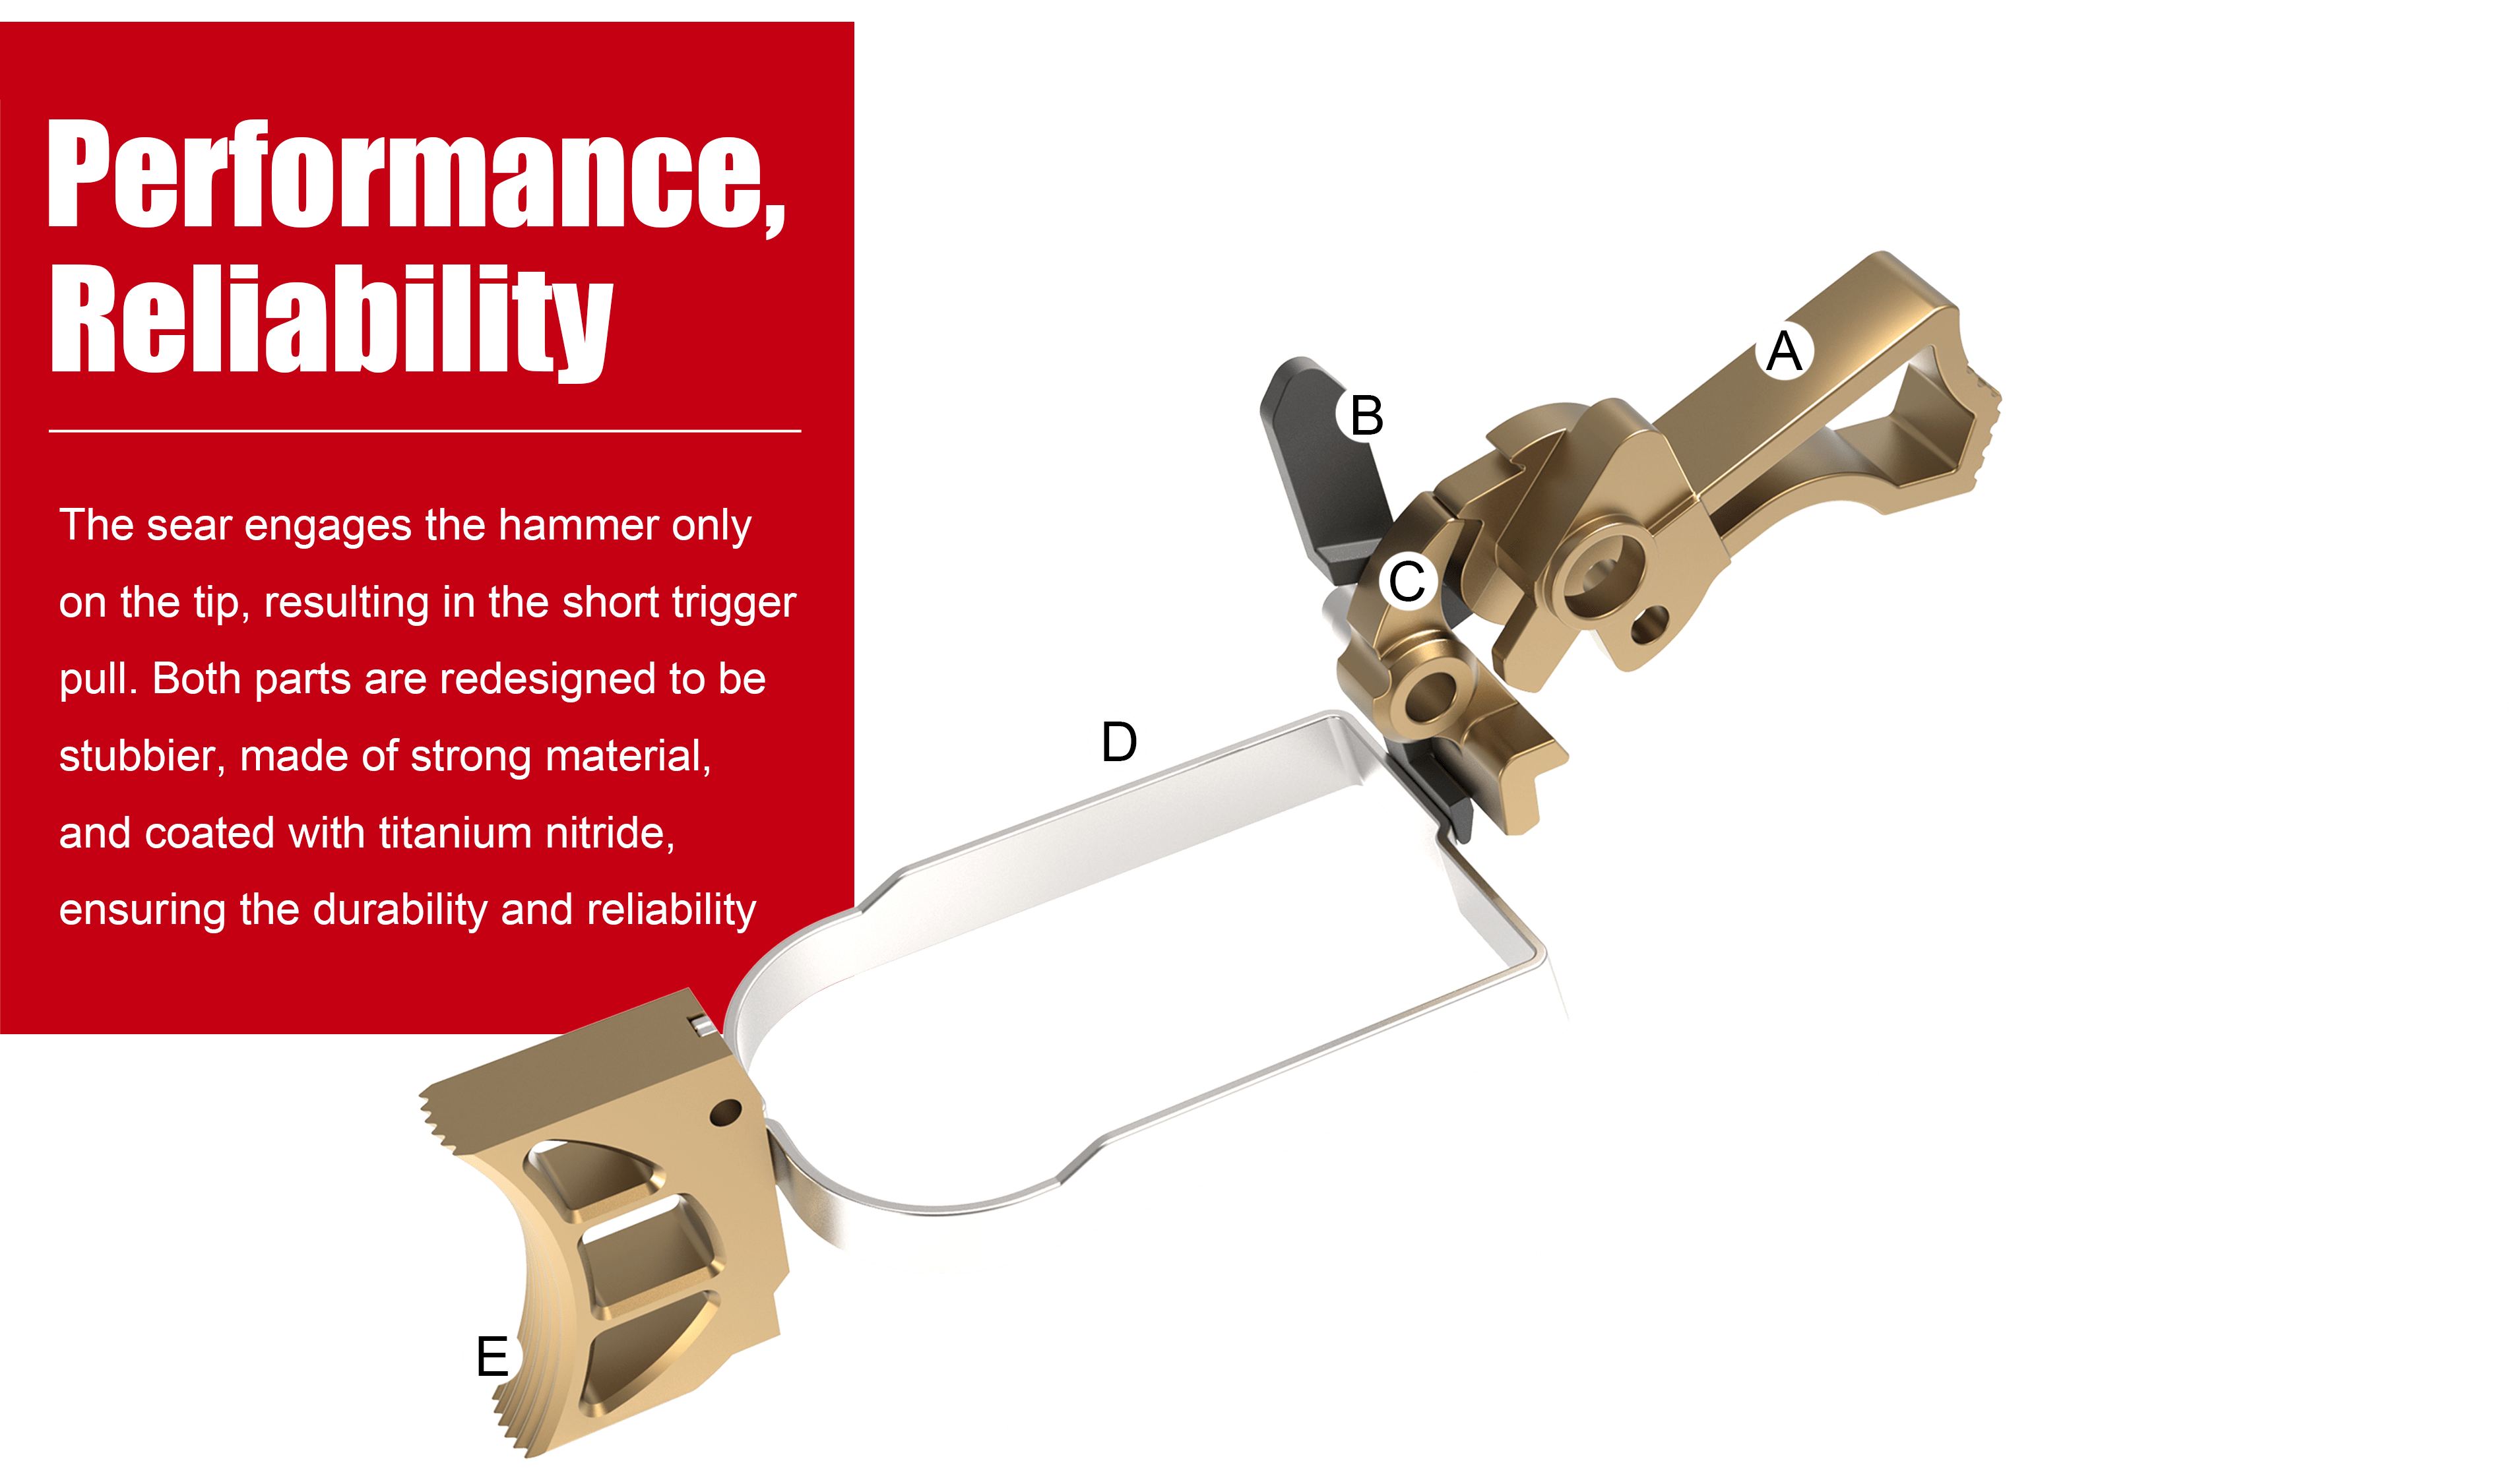 Performance,
Reliability
The sear engages the hammer only
on the tip, resulting in the short trigger
pull. Both parts are redesigned to be
stubbier, made of strong material,
and coated with titanium nitride,
ensuring the durability and reliability
A
B
C
D
E